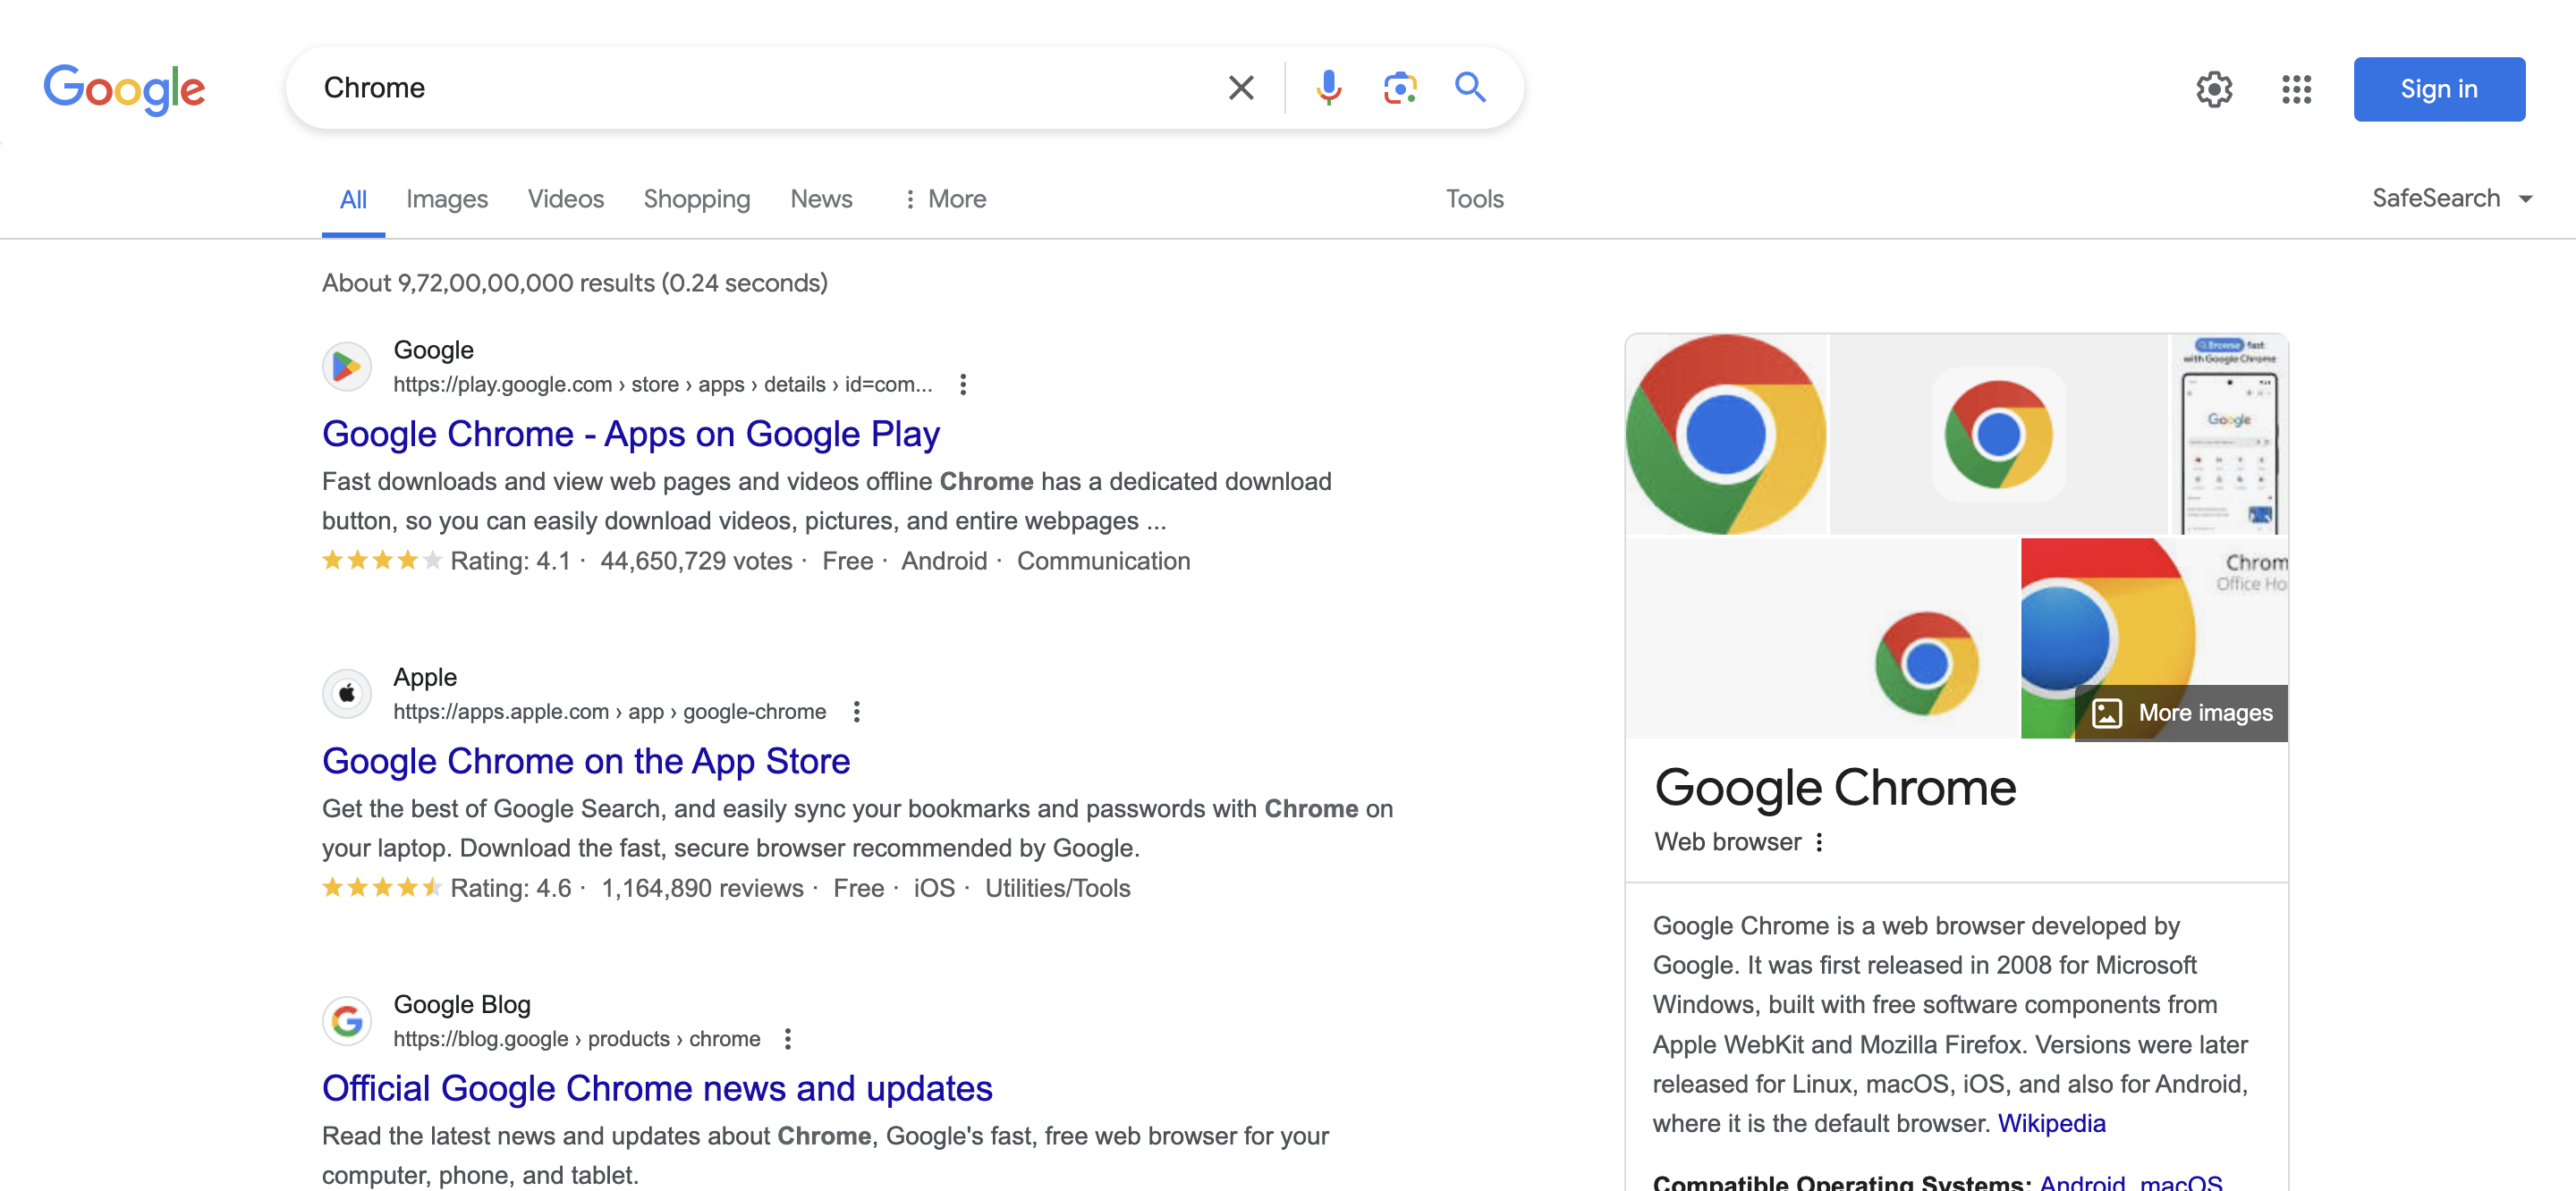 Google
Chrome
Sign in
All Images Videos Shopping News More
Tools
SafeSearch
About 9,72,00,00,000 results (0.24 seconds)
Google
https://play.google.com › store › apps › details › id=com...
Google Chrome - Apps on Google Play
Fast downloads and view web pages and videos offline Chrome has a dedicated download
button, so you can easily download videos, pictures, and entire webpages ...
Rating: 4.1 · 44,650,729 votes · Free · Android · Communication
Apple
https://apps.apple.com › app › google-chrome
Google Chrome on the App Store
Get the best of Google Search, and easily sync your bookmarks and passwords with Chrome on
your laptop. Download the fast, secure browser recommended by Google.
Rating: 4.6 · 1,164,890 reviews · Free · iOS · Utilities/Tools
Google Blog
https://blog.google › products › chrome
Official Google Chrome news and updates
Read the latest news and updates about Chrome, Google's fast, free web browser for your
computer, phone, and tablet.
Browse fast
with Google Chrome
Google
Chrom
Office Ho
More images
Google Chrome
Web browser
Google Chrome is a web browser developed by
Google. It was first released in 2008 for Microsoft
Windows, built with free software components from
Apple WebKit and Mozilla Firefox. Versions were later
released for Linux, macOS, iOS, and also for Android,
where it is the default browser. Wikipedia
Compatible Operating Systems: Android, macOS,